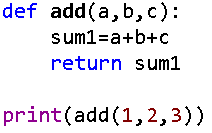 def add(a,b,c):
    sum1=a+b+c
    return sum1

print(add(1,2,3))